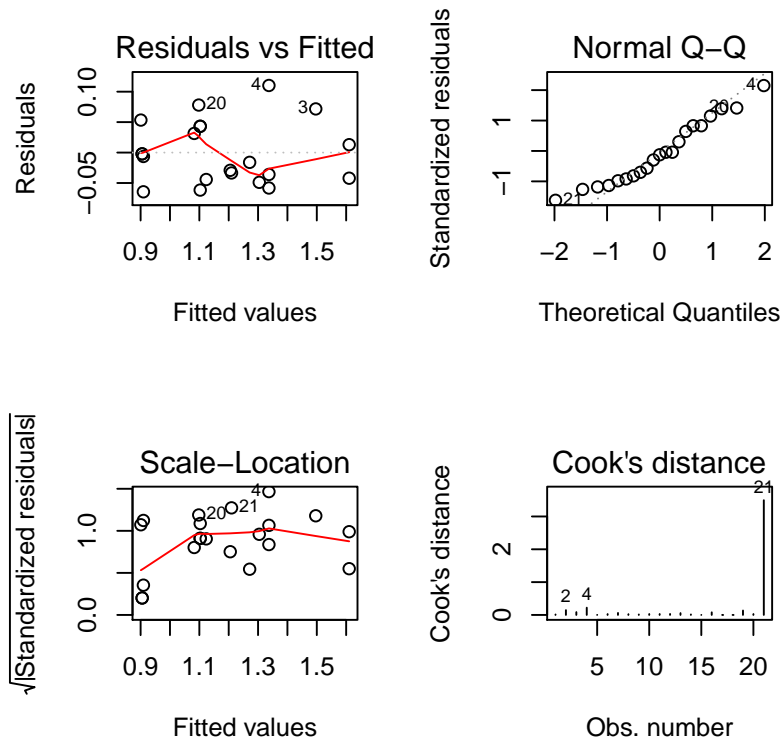 Residuals vs Fitted
Residuals
0.10
−0.05
20
4
3
0.9 1.1 1.3 1.5
Fitted values
Normal Q−Q
Standardized residuals
1
−1
21
20
4
−2 −1 0 1 2
Theoretical Quantiles
Scale−Location
√|Standardized residuals|
1.0
0.0
20
21
4
0.9 1.1 1.3 1.5
Fitted values
Cook's distance
Cook's distance
2
0
2
4
21
5 10 15 20
Obs. number